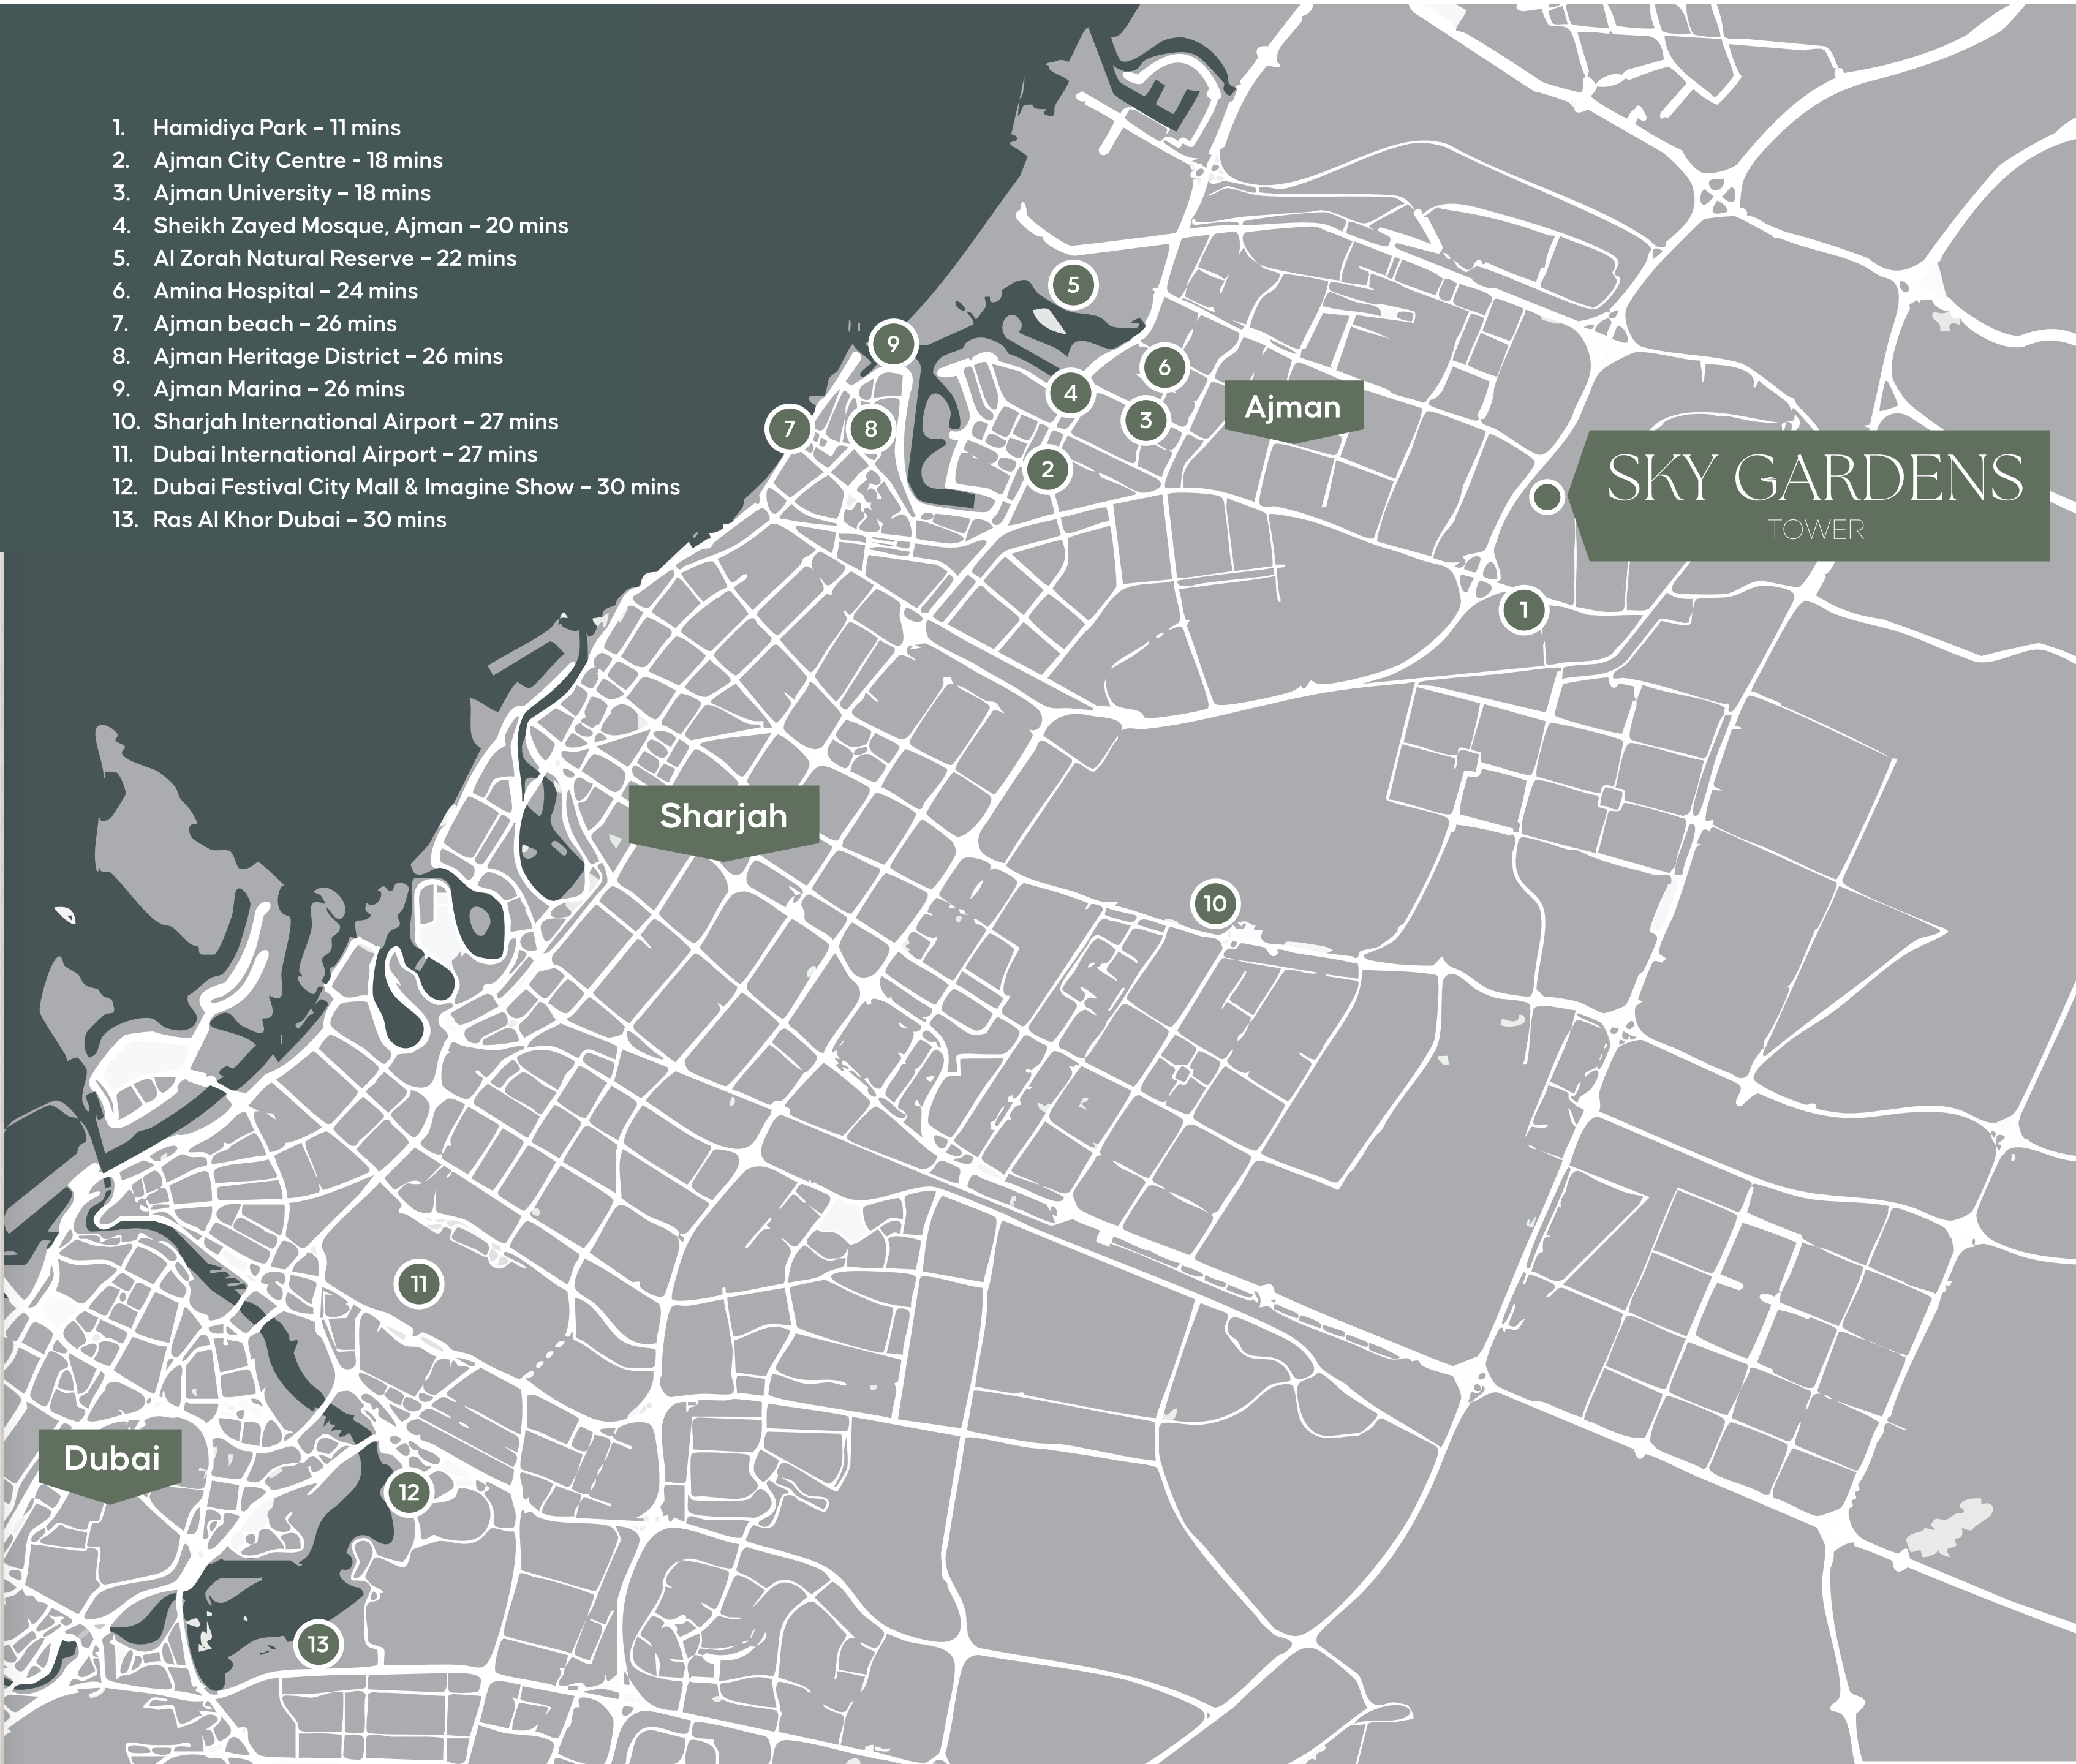 1. Hamidiya Park – 11 mins
2. Ajman City Centre - 18 mins
3. Ajman University – 18 mins
4. Sheikh Zayed Mosque, Ajman – 20 mins
5. Al Zorah Natural Reserve – 22 mins
6. Amina Hospital – 24 mins
7. Ajman beach – 26 mins
8. Ajman Heritage District – 26 mins
9. Ajman Marina – 26 mins
10. Sharjah International Airport – 27 mins
11. Dubai International Airport – 27 mins
12. Dubai Festival City Mall & Imagine Show – 30 mins
13. Ras Al Khor Dubai – 30 mins
5
9
6
4
Ajman
3
7
8
2
SKY GARDENS
TOWER
1
Sharjah
10
11
Dubai
12
13